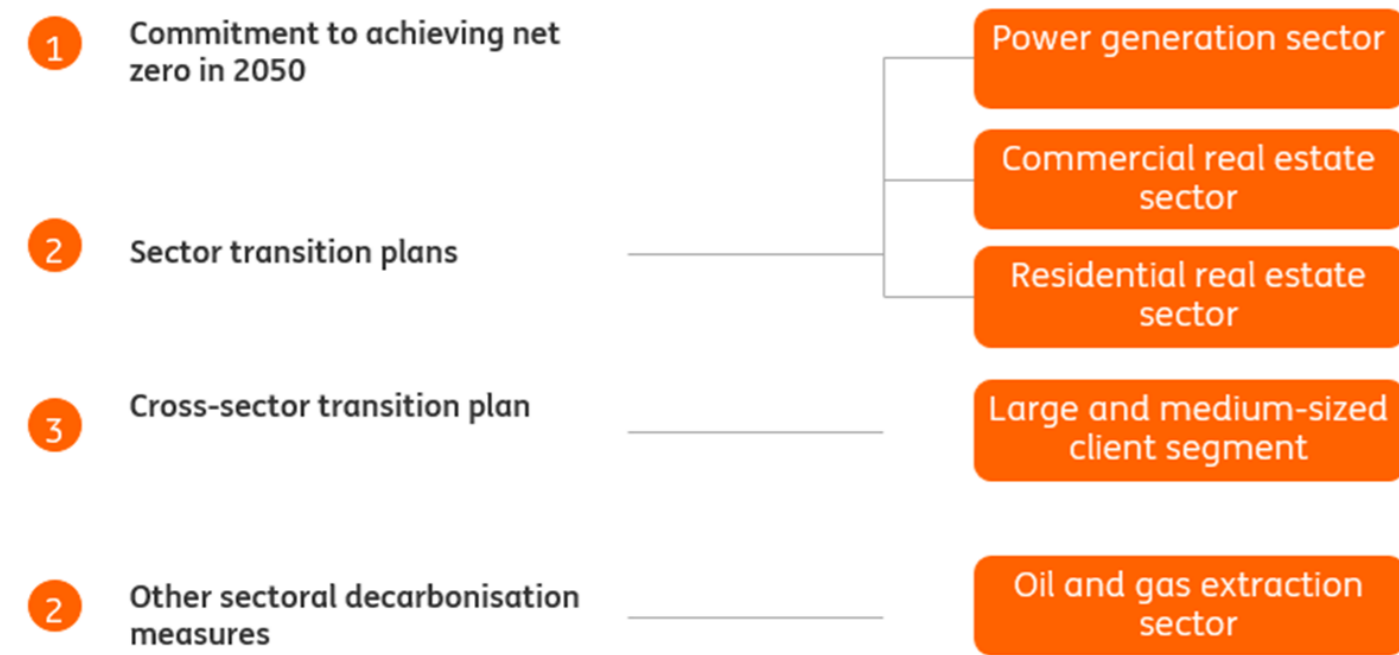 1
Commitment to achieving net
zero in 2050
Power generation sector
Commercial real estate
sector
2
Sector transition plans
Residential real estate
sector
3
Cross-sector transition plan
Large and medium-sized
client segment
2
Other sectoral decarbonisation
measures
Oil and gas extraction
sector